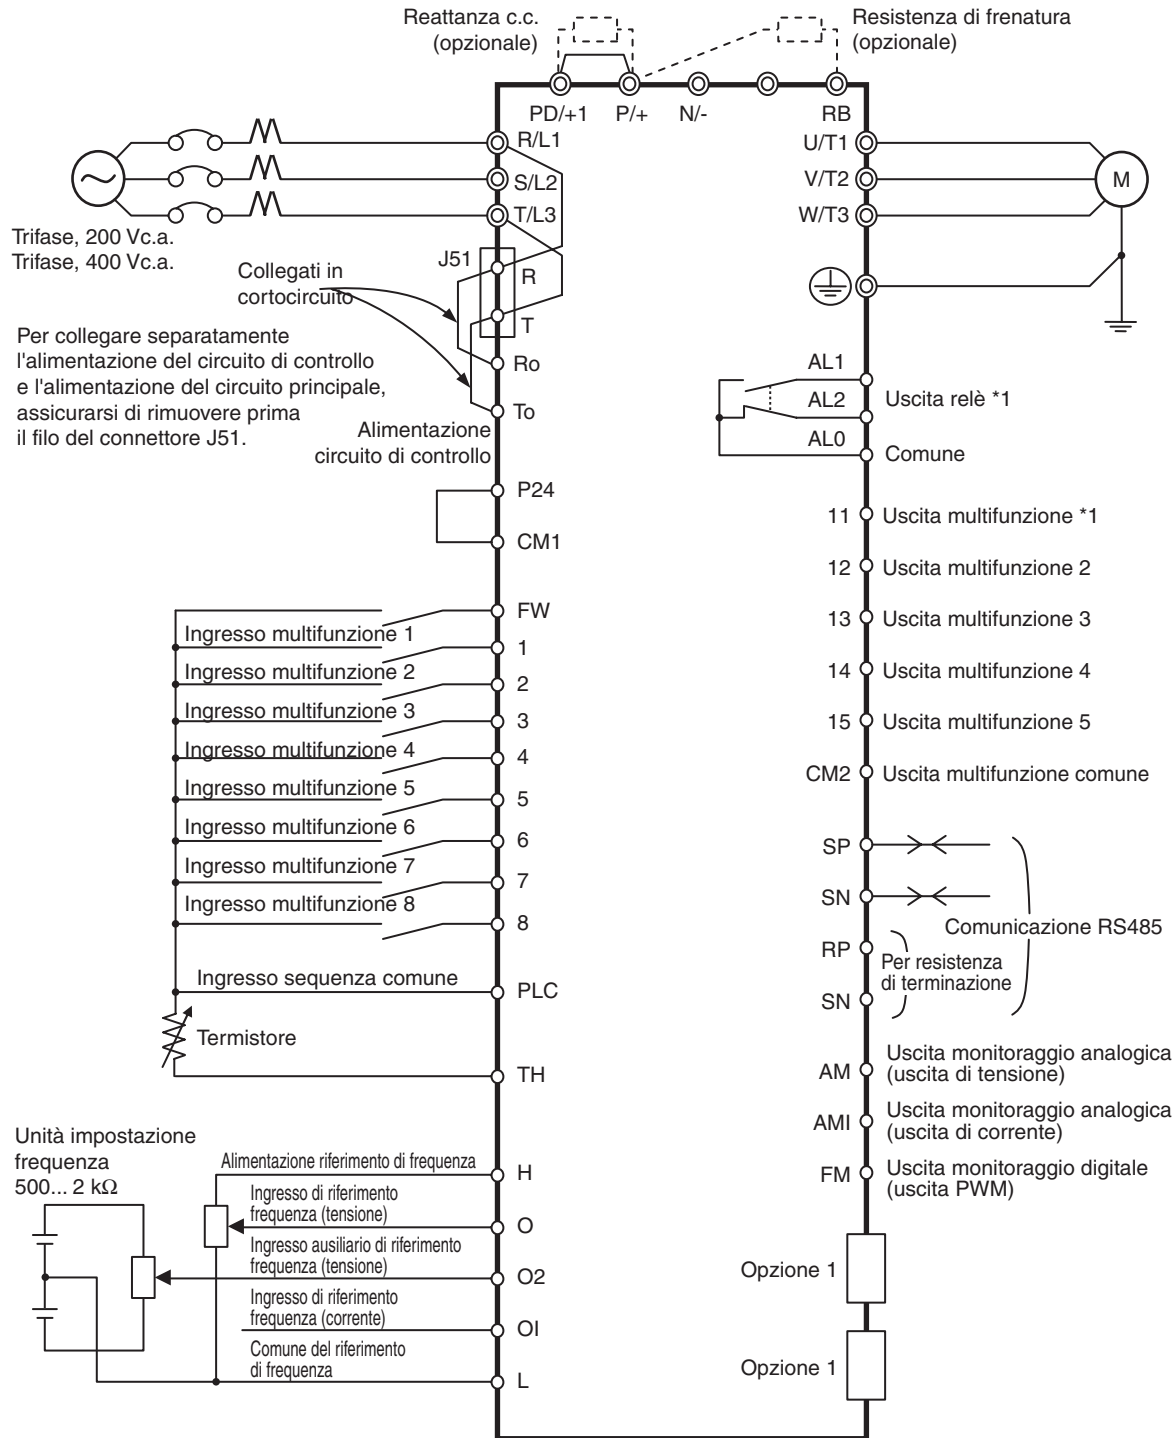 Reattanza c.c.
(opzionale)
Resistenza di frenatura
(opzionale)
PD/+1
P/+
N/-
RB
R/L1
S/L2
T/L3
U/T1
V/T2
W/T3
M
Trifase, 200 Vc.a.
Trifase, 400 Vc.a.
J51
R
T
Ro
To
Collegati in
cortocircuito
Per collegare separatamente
l'alimentazione del circuito di controllo
e l'alimentazione del circuito principale,
assicurarsi di rimuovere prima
il filo del connettore J51.
Alimentazione
circuito di controllo
AL1
AL2
Uscita relè *1
AL0
Comune
P24
CM1
11
Uscita multifunzione *1
12
Uscita multifunzione 2
13
Uscita multifunzione 3
14
Uscita multifunzione 4
15
Uscita multifunzione 5
CM2
Uscita multifunzione comune
FW
Ingresso multifunzione 1
1
Ingresso multifunzione 2
2
Ingresso multifunzione 3
3
Ingresso multifunzione 4
4
Ingresso multifunzione 5
5
Ingresso multifunzione 6
6
Ingresso multifunzione 7
7
Ingresso multifunzione 8
8
Ingresso sequenza comune
PLC
Termistore
TH
SP
SN
Comunicazione RS485
RP
Per resistenza
di terminazione
SN
AM
Uscita monitoraggio analogica
(uscita di tensione)
AMI
Uscita monitoraggio analogica
(uscita di corrente)
FM
Uscita monitoraggio digitale
(uscita PWM)
Unità impostazione
frequenza
500... 2 kΩ
Alimentazione riferimento di frequenza
H
Ingresso di riferimento
frequenza (tensione)
O
Ingresso ausiliario di riferimento
frequenza (tensione)
O2
Ingresso di riferimento
frequenza (corrente)
OI
Comune del riferimento
di frequenza
L
Opzione 1
Opzione 1